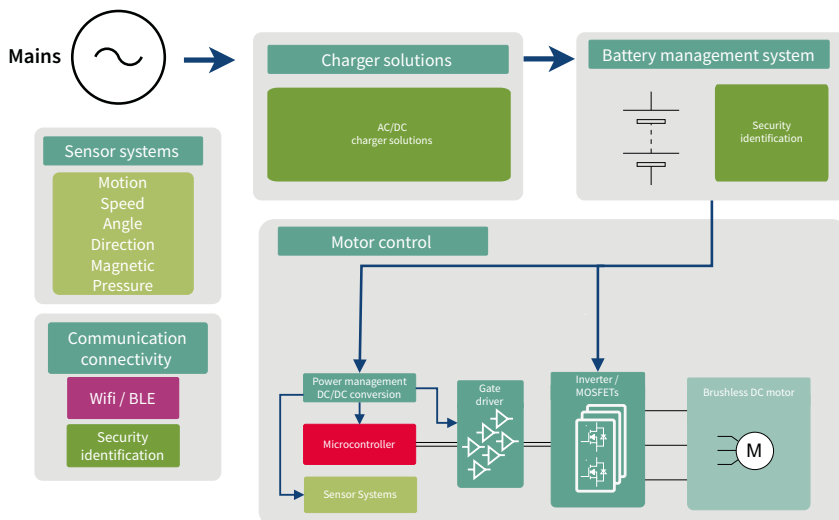 Mains
Charger solutions
AC/DC
charger solutions
Battery management system
Security
identification
Sensor systems
Motion
Speed
Angle
Direction
Magnetic
Pressure
Communication
connectivity
Wifi / BLE
Security
identification
Motor control
Power management
DC/DC conversion
Microcontroller
Sensor Systems
Gate
driver
Inverter /
MOSFETs
Brushless DC motor
M